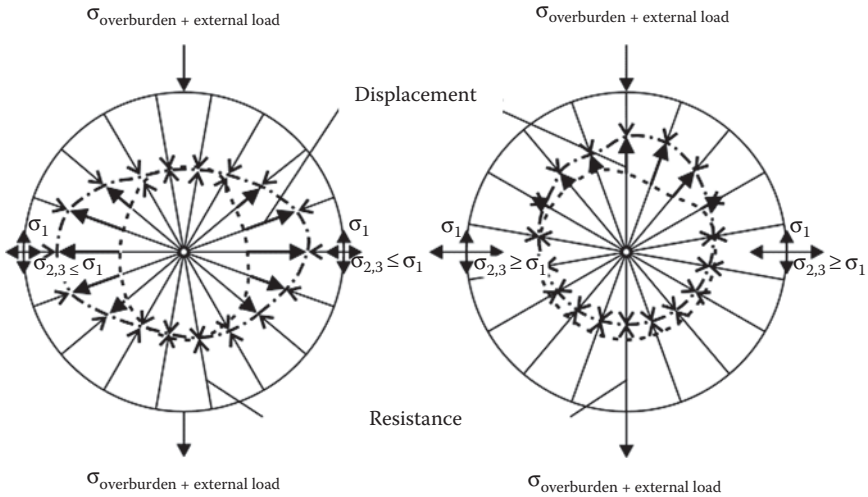 σoverburden + external load
σoverburden + external load
Displacement
σ1
σ1
σ1
σ1
σ2,3 ≤ σ1
σ2,3 ≤ σ1
σ2,3 ≥ σ1
σ2,3 ≥ σ1
Resistance
σoverburden + external load
σoverburden + external load